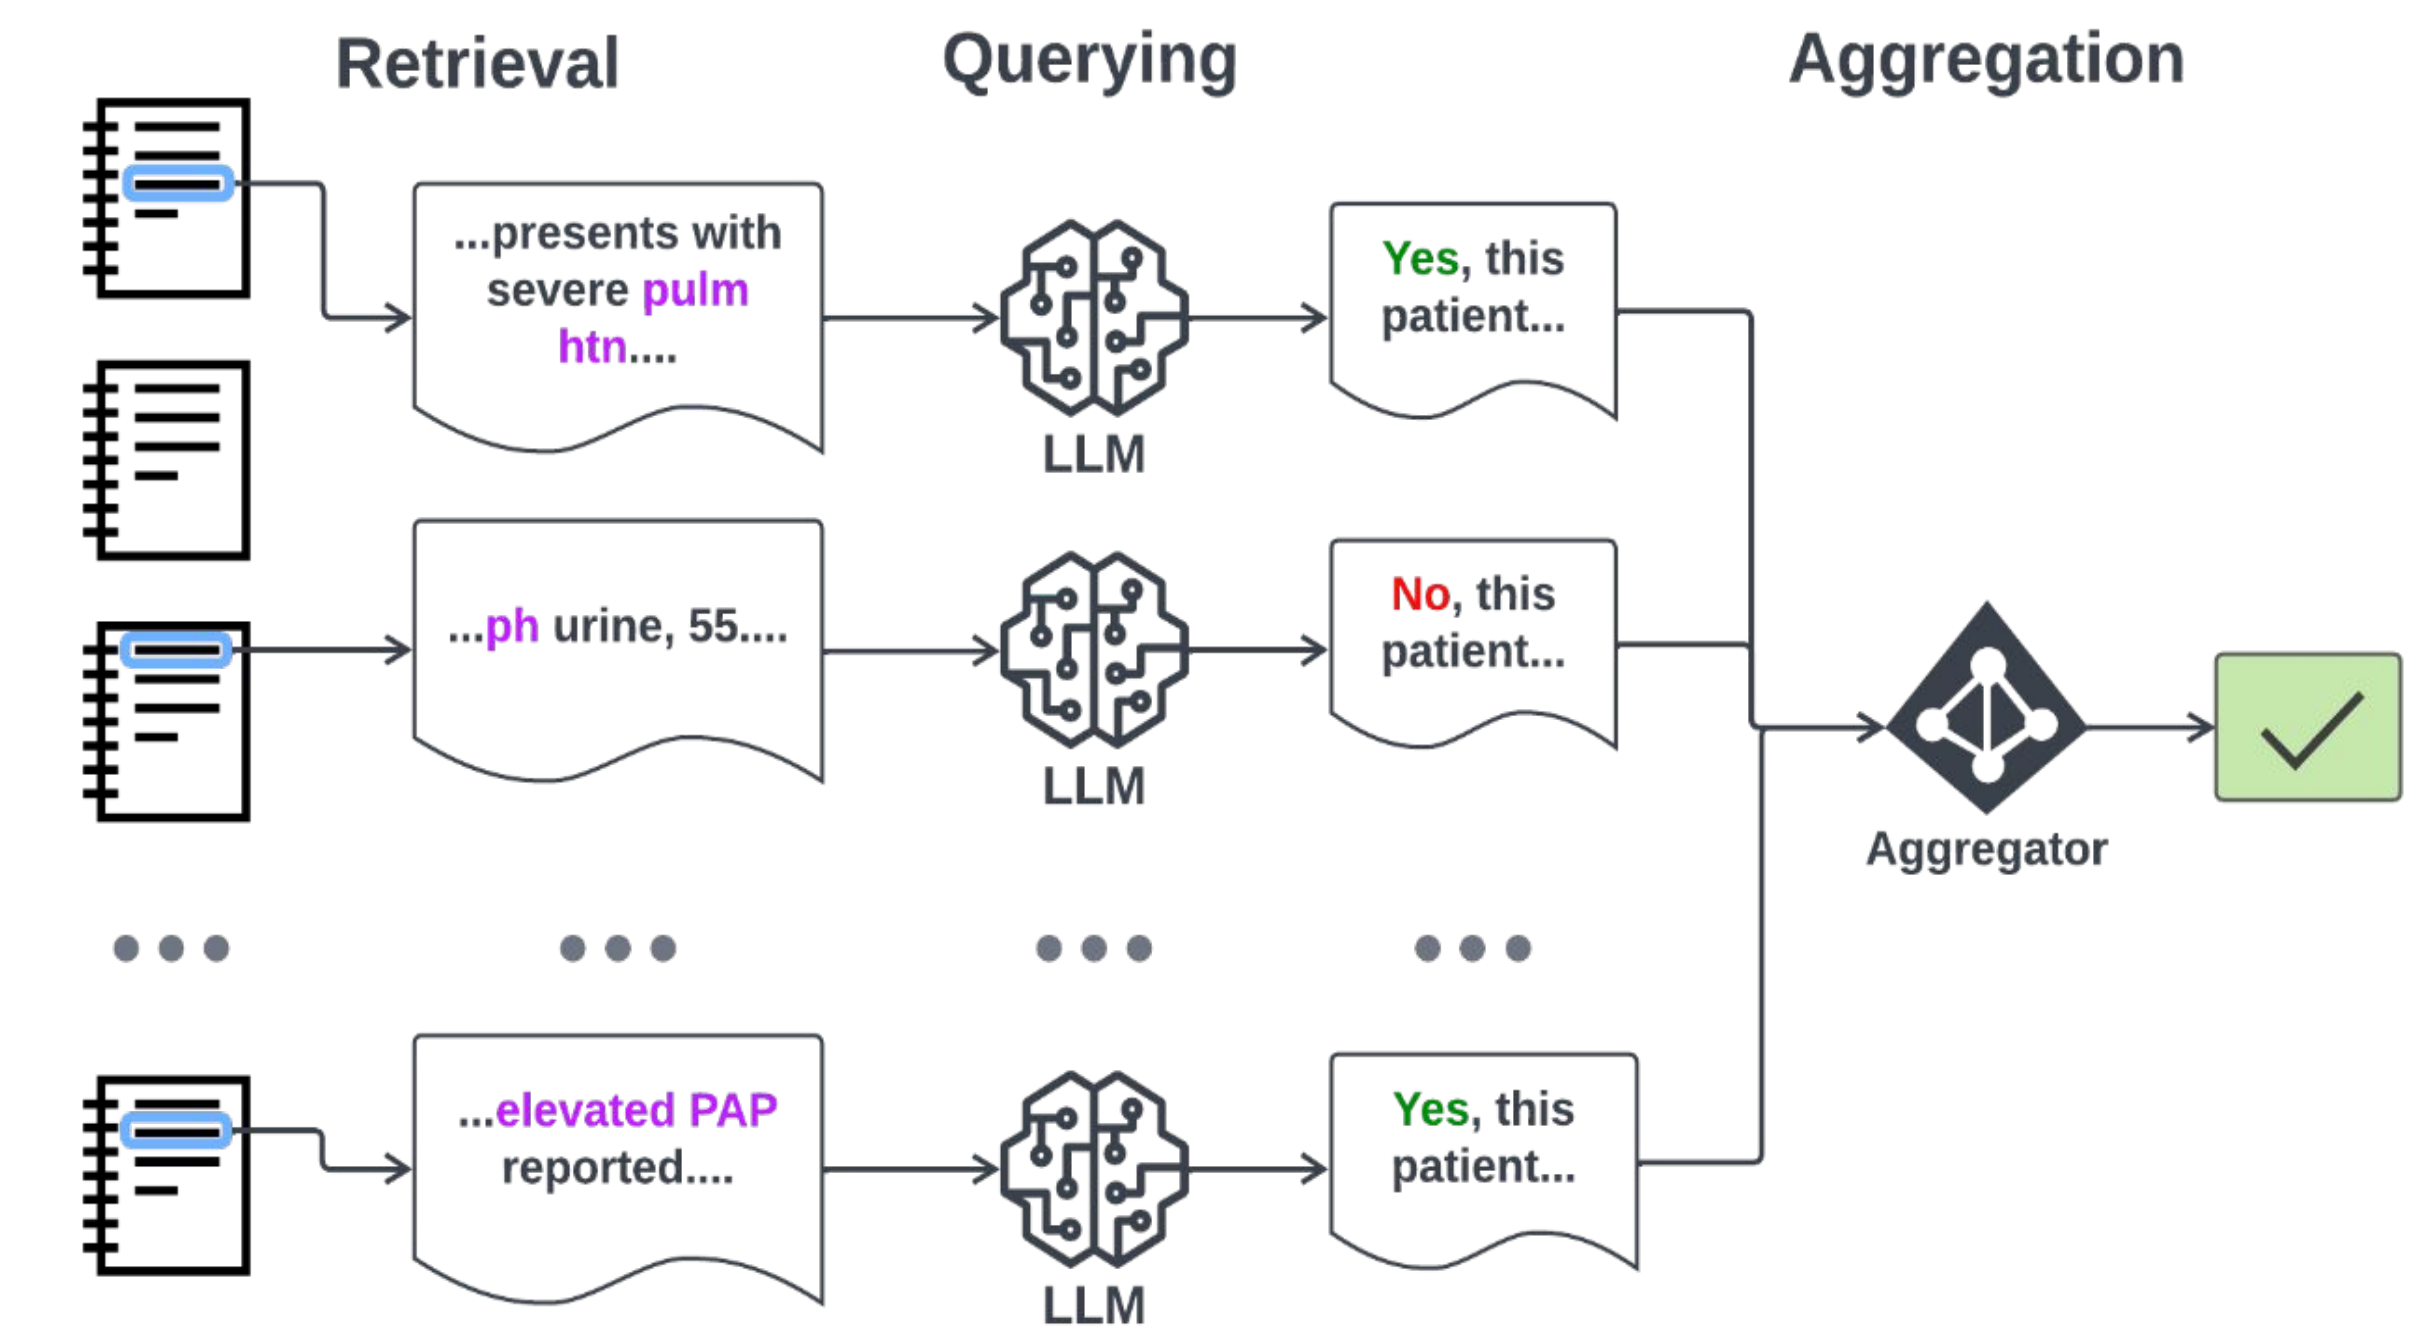 Retrieval
Querying
Aggregation
...presents with
severe pulm
htn....
LLM
Yes, this
patient...
...ph urine, 55....
LLM
No, this
patient...
Aggregator
...elevated PAP
reported....
LLM
Yes, this
patient...